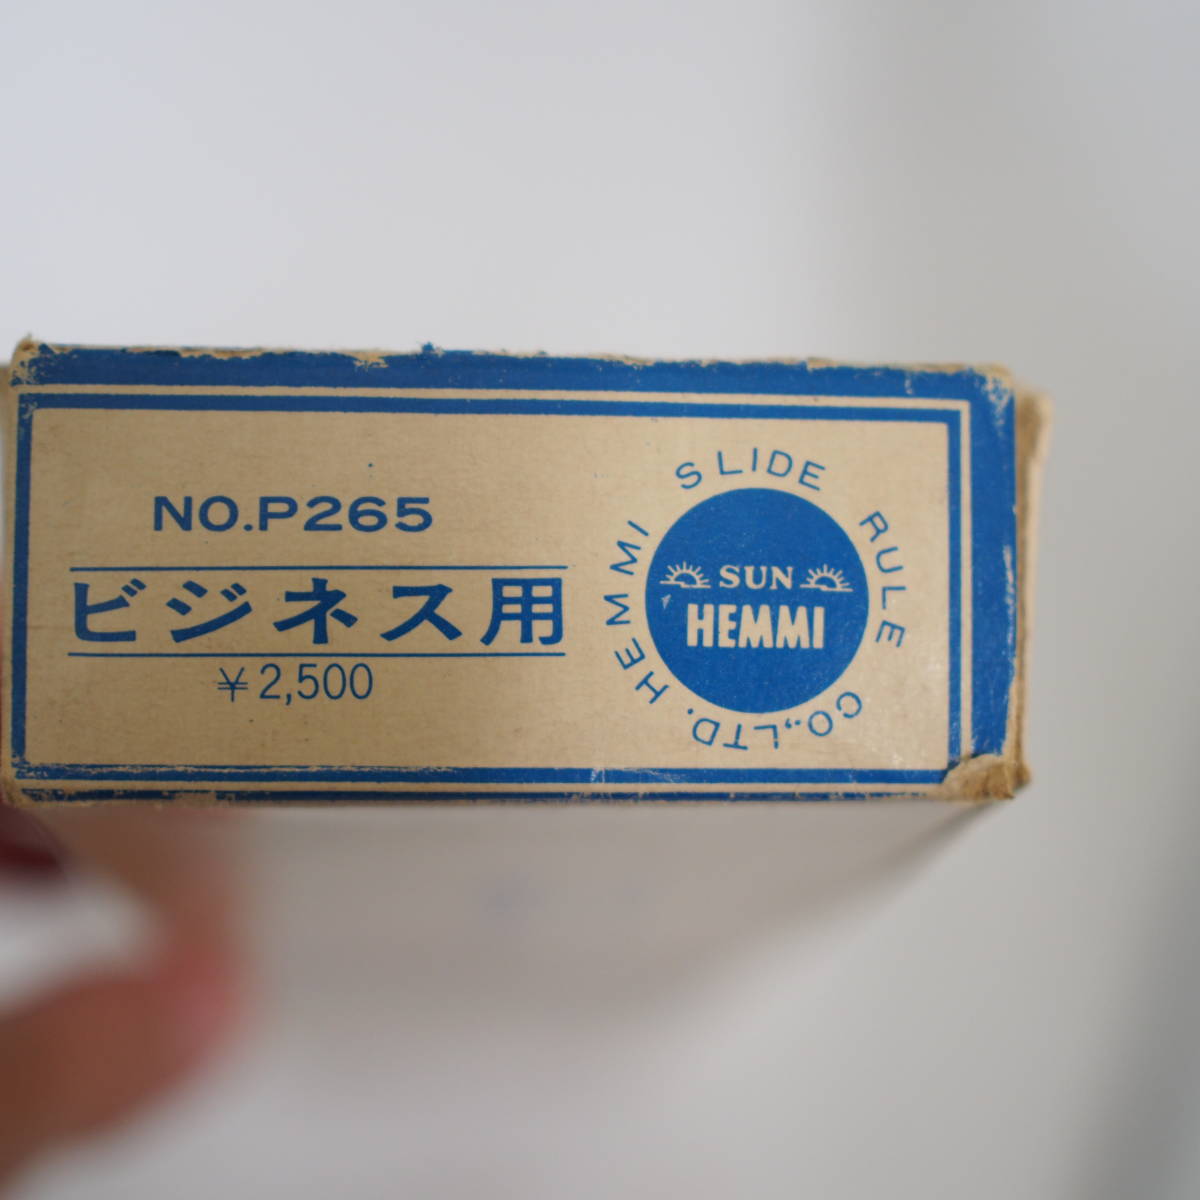 NO.P265
ビジネス用
¥2,500
HEMMI SLIDE RULE CO.,LTD.
SUN
HEMMI